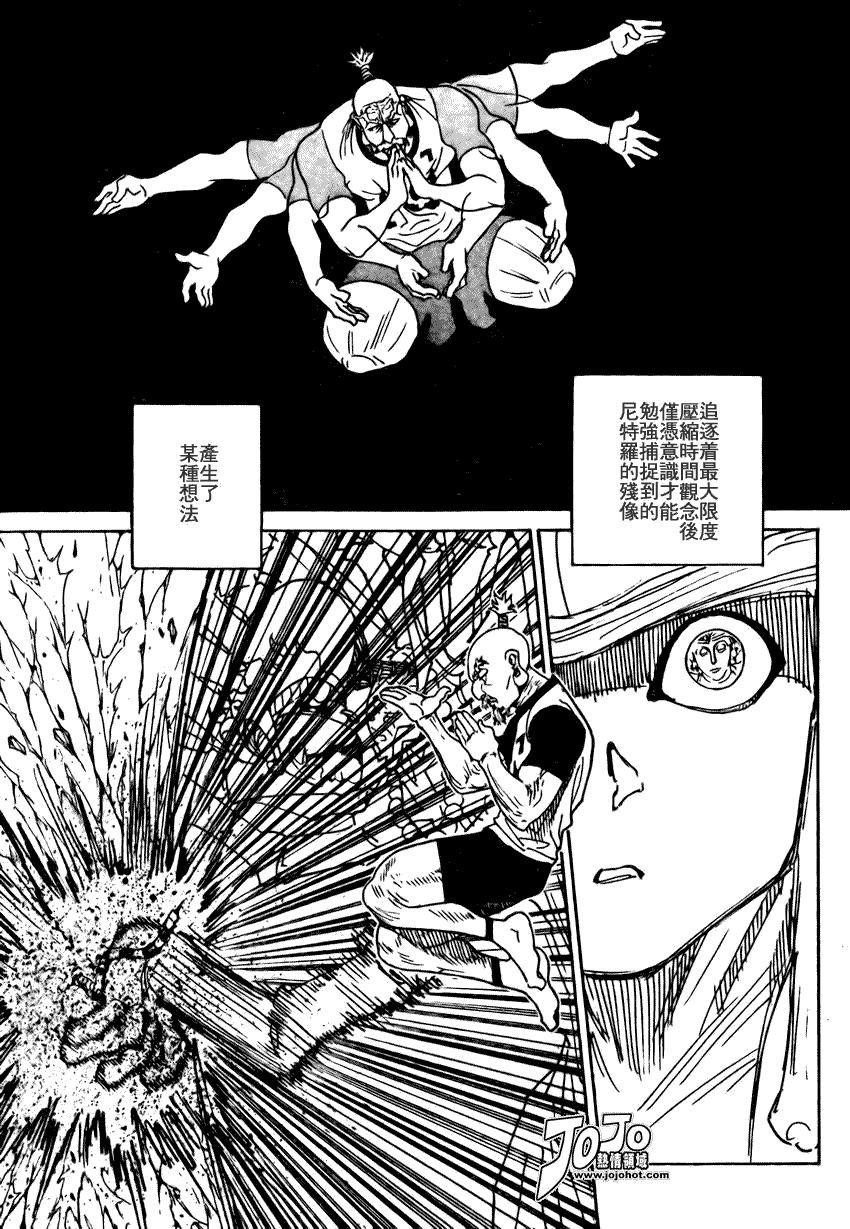 追逐着最大限度
壓縮時間觀念後
僅憑意識才能
勉強捕捉到的
尼特羅的殘像
產生了
某種想法
JOJO
熱情領域
www.jojohot.com